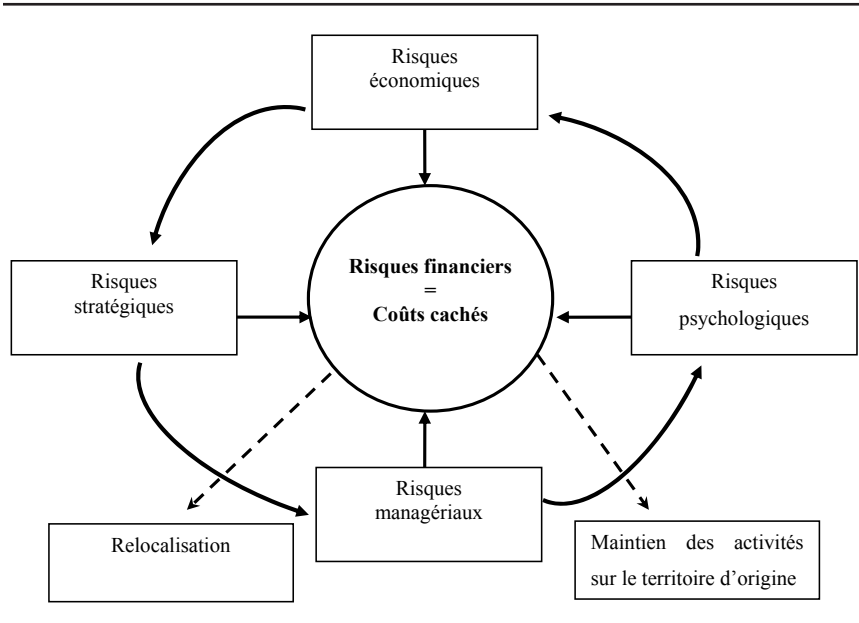 Risques
économiques
Risques financiers
=
Coûts cachés
Risques
stratégiques
Risques
psychologiques
Risques
managériaux
Relocalisation
Maintien des activités
sur le territoire d’origine